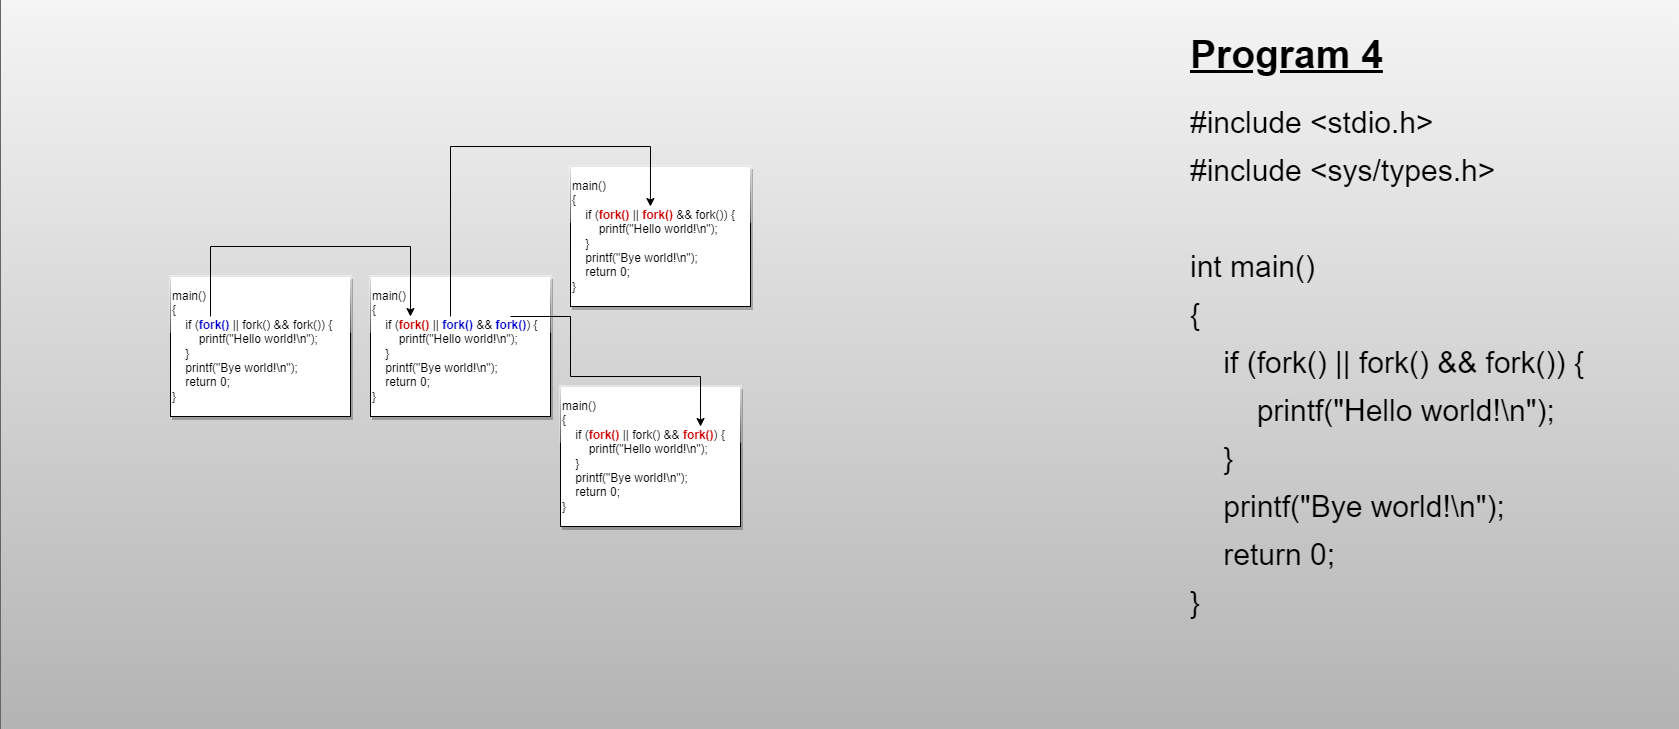 Program 4
#include <stdio.h>
#include <sys/types.h>
int main()
{
if (fork() || fork() && fork()) {
printf("Hello world!\n");
}
printf("Bye world!\n");
return 0;
}
main()
{
if (fork() || fork() && fork()) {
printf("Hello world!\n");
}
printf("Bye world!\n");
return 0;
}
main()
{
if (fork() || fork() && fork()) {
printf("Hello world!\n");
}
printf("Bye world!\n");
return 0;
}
main()
{
if (fork() || fork() && fork()) {
printf("Hello world!\n");
}
printf("Bye world!\n");
return 0;
}
main()
{
if (fork() || fork() && fork()) {
printf("Hello world!\n");
}
printf("Bye world!\n");
return 0;
}